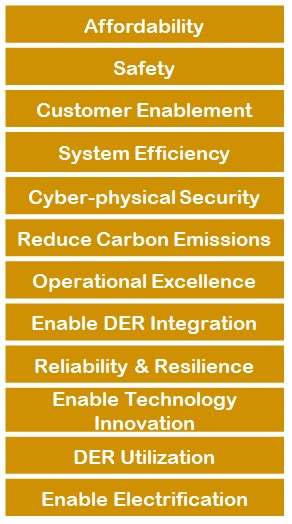 Affordability
Safety
Customer Enablement
System Efficiency
Cyber-physical Security
Reduce Carbon Emissions
Operational Excellence
Enable DER Integration
Reliability & Resilience
Enable Technology
Innovation
DER Utilization
Enable Electrification